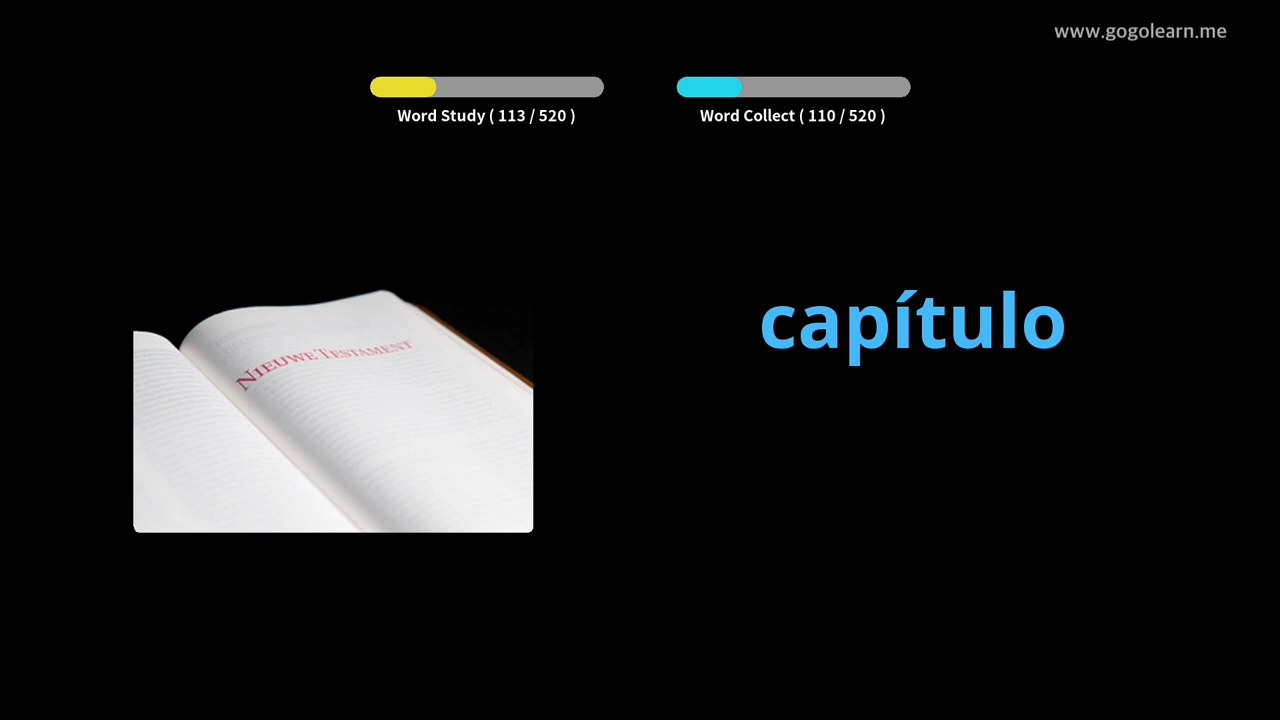 www.gogolearn.me
Word Study ( 113 / 520 )
Word Collect ( 110 / 520 )
capítulo
NIEUWE TESTAMENT